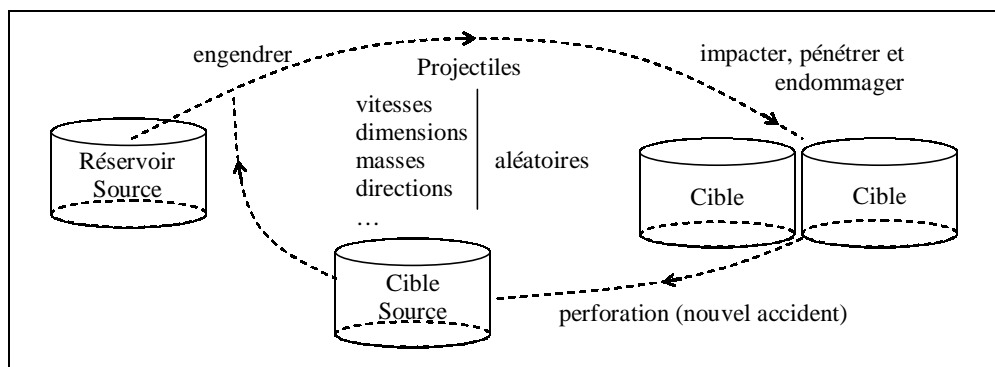 engendrer
impacter, pénétrer et
endommager
Projectiles
vitesses
dimensions
masses
directions
…
aléatoires
Réservoir
Source
Cible
Cible
Cible
Source
perforation (nouvel accident)